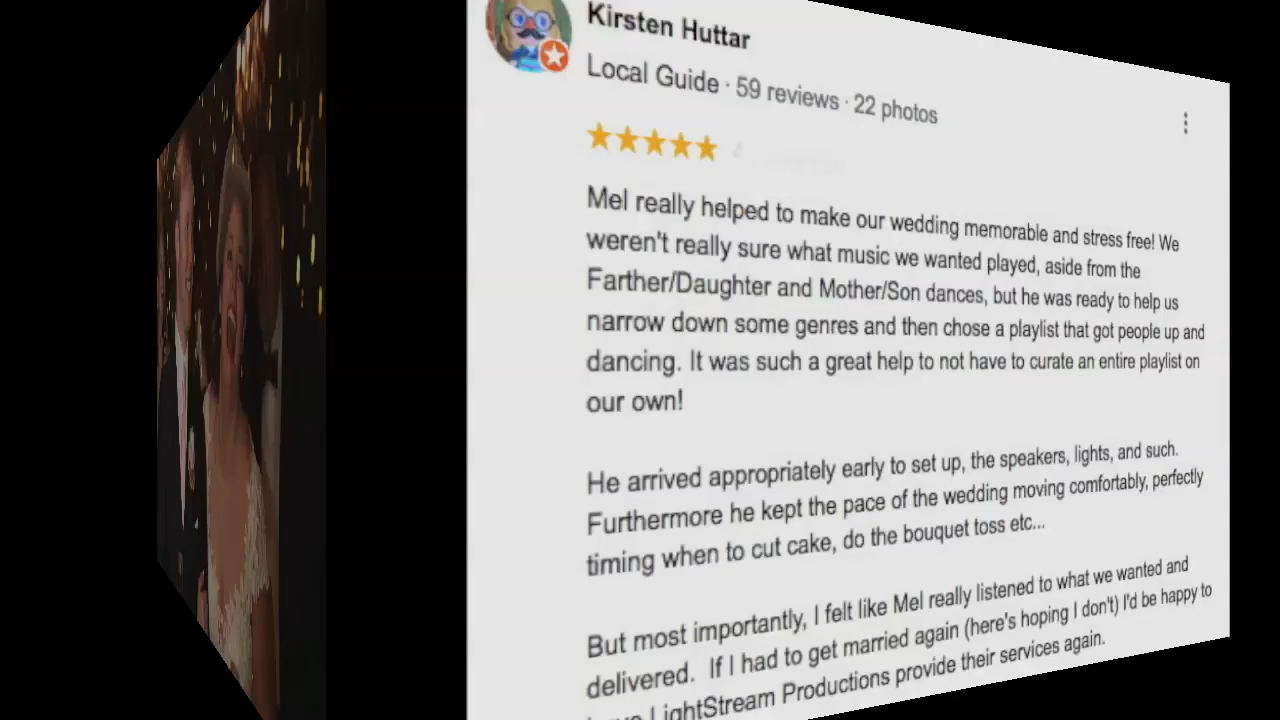 Kirsten Huttar
Local Guide · 59 reviews · 22 photos
Mel really helped to make our wedding memorable and stress free! We
weren't really sure what music we wanted played, aside from the
Farther/Daughter and Mother/Son dances, but he was ready to help us
narrow down some genres and then chose a playlist that got people up and
dancing. It was such a great help to not have to curate an entire playlist on
our own!
He arrived appropriately early to set up, the speakers, lights, and such.
Furthermore he kept the pace of the wedding moving comfortably, perfectly
timing when to cut cake, do the bouquet toss etc...
But most importantly, I felt like Mel really listened to what we wanted and
delivered. If I had to get married again (here's hoping I don't) I'd be happy to
LightStream Productions provide their services again.